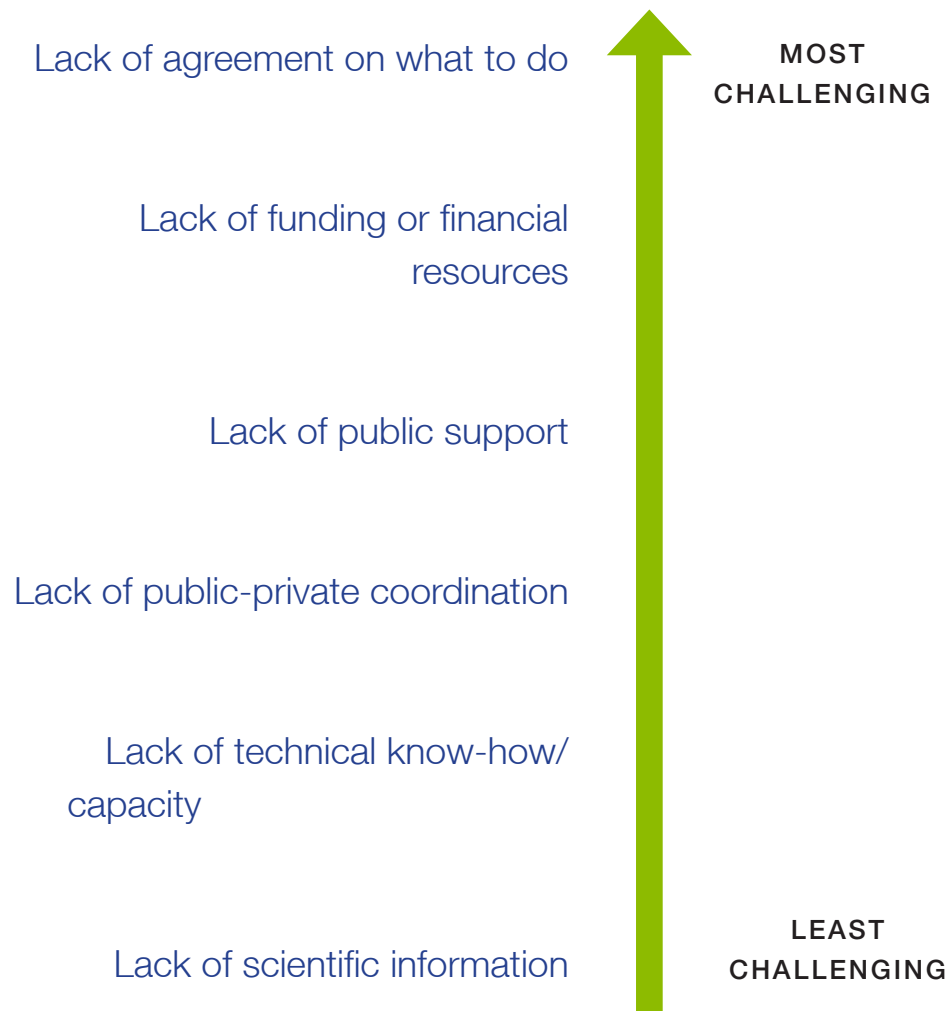 Lack of agreement on what to do
MOST
CHALLENGING
Lack of funding or financial
resources
Lack of public support
Lack of public-private coordination
Lack of technical know-how/
capacity
Lack of scientific information
LEAST
CHALLENGING